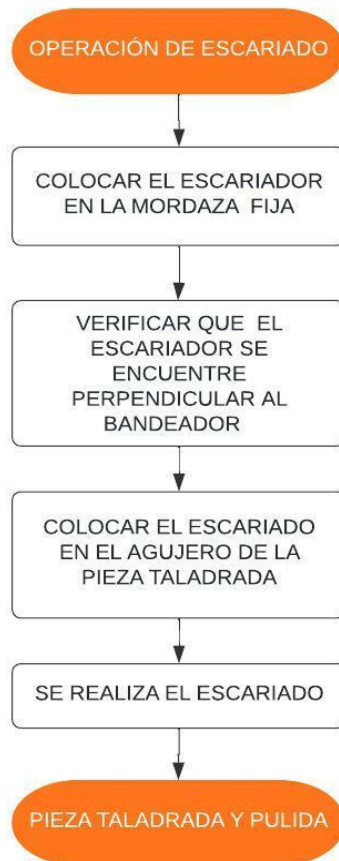 OPERACIÓN DE ESCARIADO
COLOCAR EL ESCARIADOR
EN LA MORDAZA FIJA
VERIFICAR QUE EL
ESCARIADOR SE
ENCUENTRE
PERPENDICULAR AL
BANDEADOR
COLOCAR EL ESCARIADO
EN EL AGUJERO DE LA
PIEZA TALADRADA
SE REALIZA EL ESCARIADO
PIEZA TALADRADA Y PULIDA